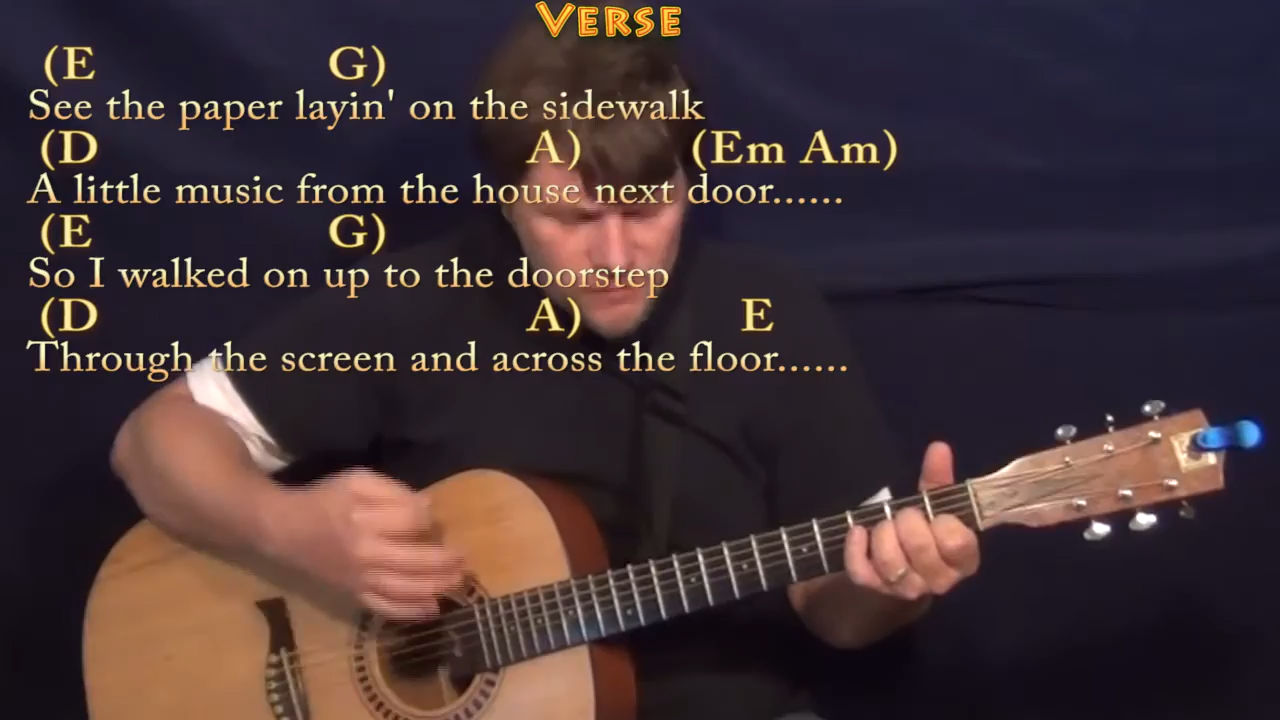 VERSE
(E G)
See the paper layin' on the sidewalk
(D A) (Em Am)
A little music from the house next door......
(E G)
So I walked on up to the doorstep
(D A) E
Through the screen and across the floor......